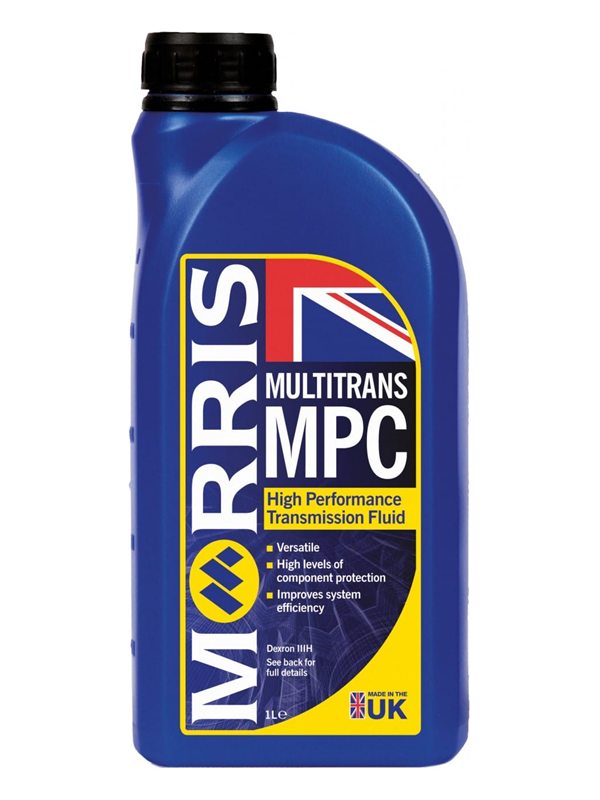 MORRIS
MULTITRANS
MPC
High Performance
Transmission Fluid
Versatile
High levels of
component protection
Improves system
efficiency
Dexron IIIH
See back for
full details
1L℮
MADE IN THE
UK